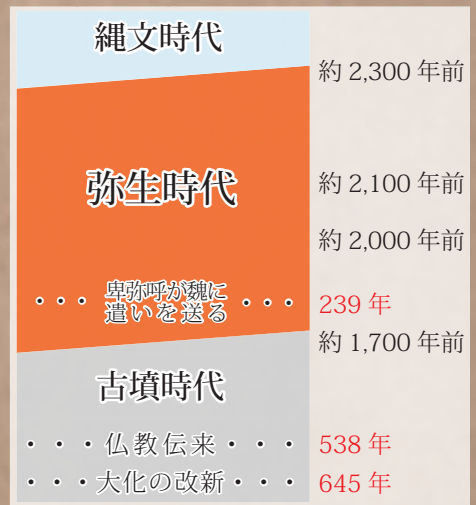 縄文時代
約 2,300 年前
弥生時代
約 2,100 年前
約 2,000 年前
・・・ 卑弥呼が魏に
遣いを送る ・・・
239 年
約 1,700 年前
古墳時代
・・・仏教伝来・・・
538 年
・・・大化の改新・・・
645 年